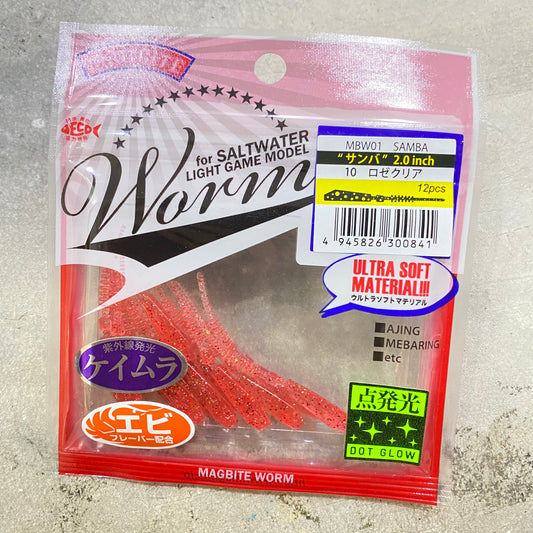 MAGBITE
ECO
for SALTWATER
LIGHT GAME MODEL
Worm
MBW01 SAMBA
"サンバ" 2.0 inch
10 ロゼクリア
12pcs
4 945826 300841
ULTRA SOFT
MATERIAL!!!
ウルトラソフトマテリアル
AJING
MEBARING
etc
紫外線発光
ケイムラ
エビ
フレーバー配合
点発光
DOT GLOW
MAGBITE WORM